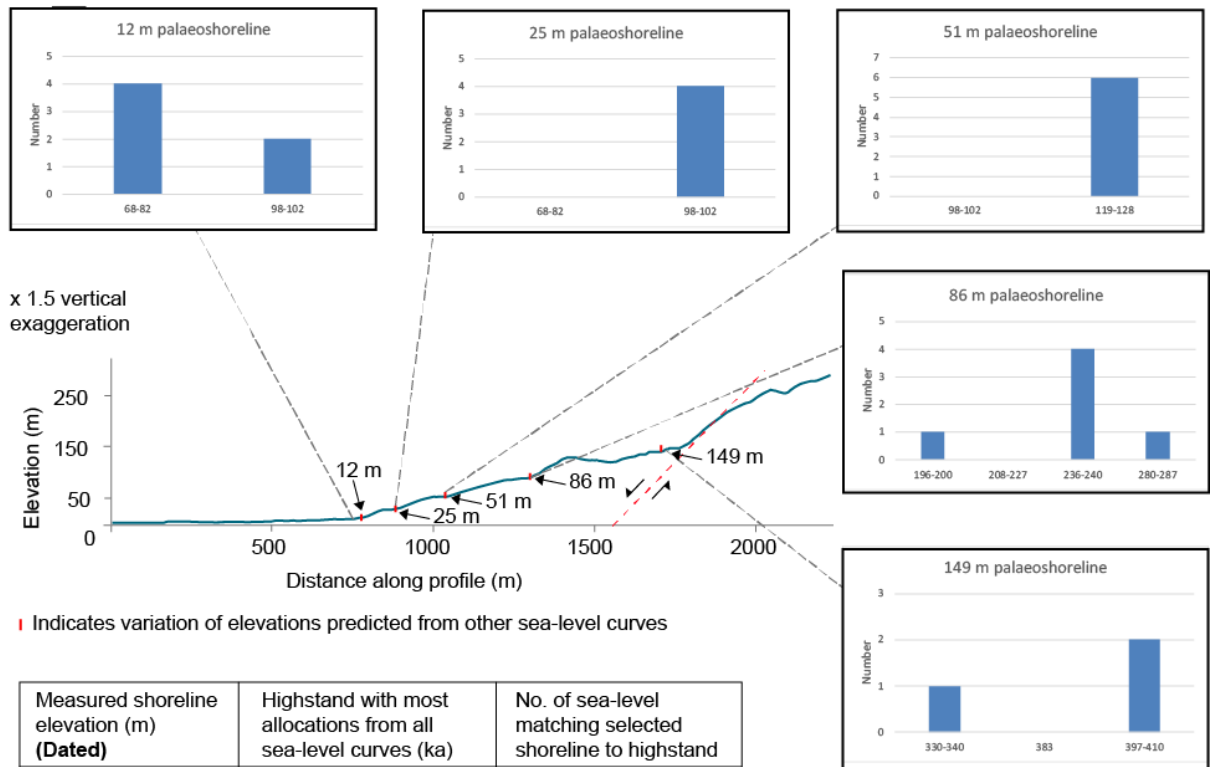 12 m palaeoshoreline
Number
5
4
3
2
1
0
68-82
98-102
25 m palaeoshoreline
Number
5
4
3
2
1
0
68-82
98-102
51 m palaeoshoreline
Number
7
6
5
4
3
2
1
0
98-102
119-128
x 1.5 vertical
exaggeration
86 m palaeoshoreline
Number
5
4
3
2
1
0
196-200
208-227
236-240
280-287
Elevation (m)
250
150
50
0
12 m
25 m
51 m
86 m
149 m
500
1000
1500
2000
Distance along profile (m)
149 m palaeoshoreline
Number
3
2
1
0
330-340
383
397-410
Indicates variation of elevations predicted from other sea-level curves
Measured shoreline
elevation (m)
(Dated)
Highstand with most
allocations from all
sea-level curves (ka)
No. of sea-level
matching selected
shoreline to highstand